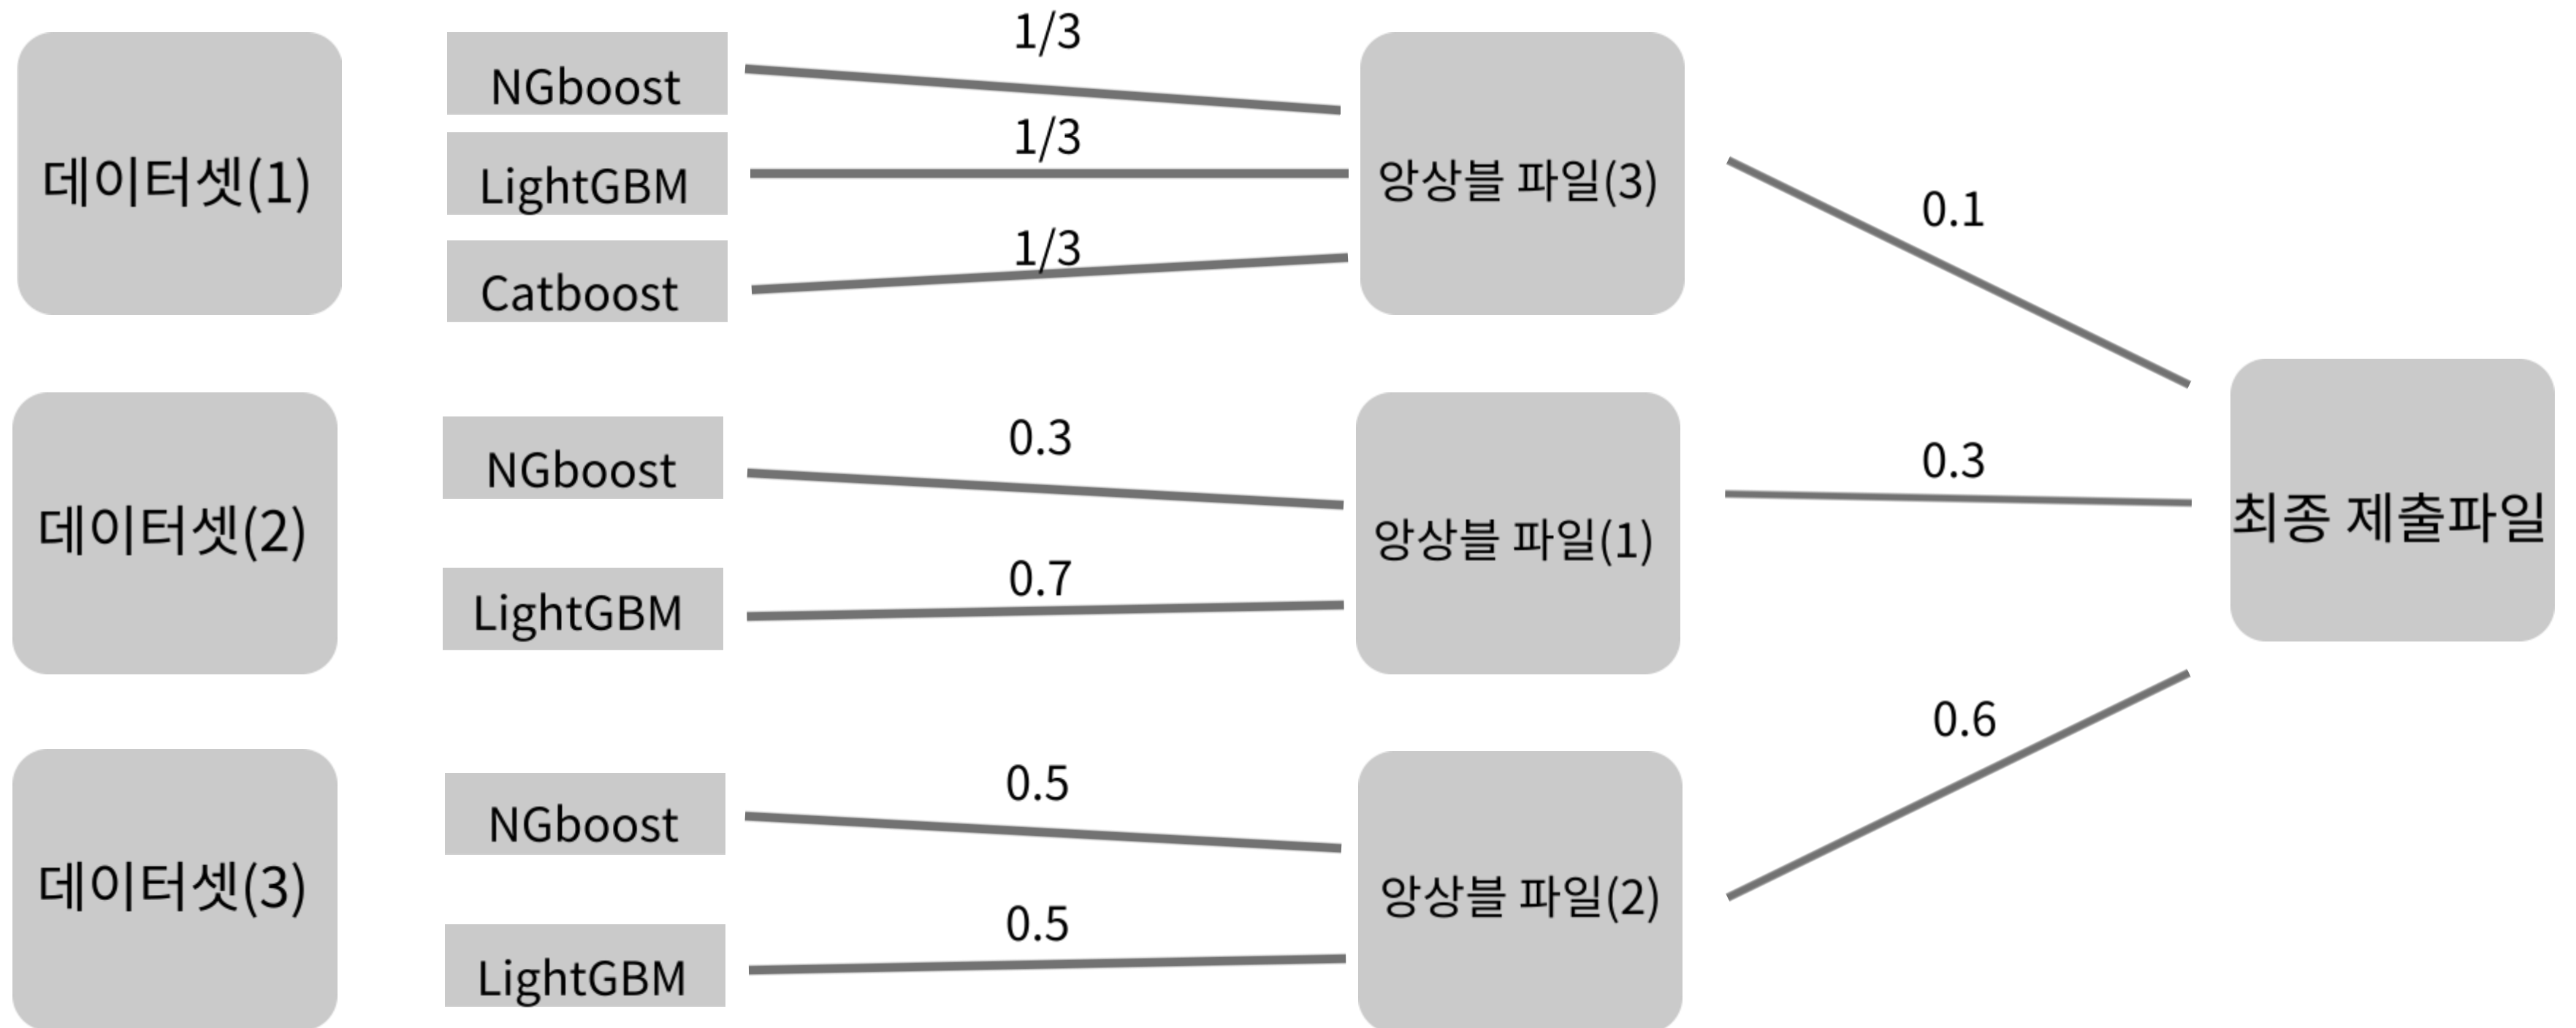 데이터셋(1)
NGboost
LightGBM
Catboost
1/3
1/3
1/3
앙상블 파일(3)
0.1
데이터셋(2)
NGboost
LightGBM
0.3
0.7
앙상블 파일(1)
0.3
최종 제출파일
데이터셋(3)
NGboost
LightGBM
0.5
0.5
앙상블 파일(2)
0.6